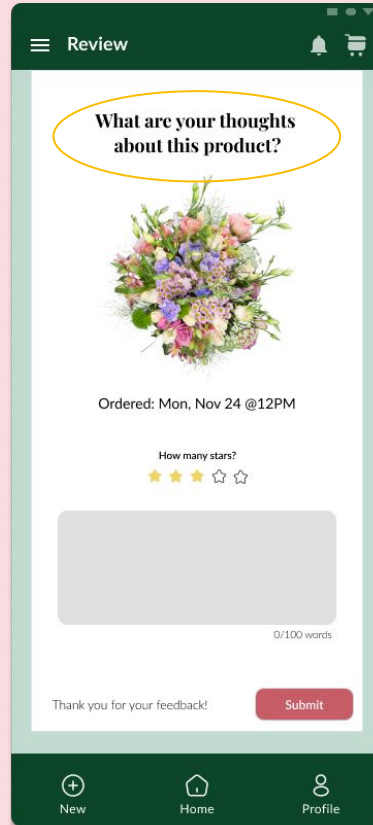 Review
What are your thoughts
about this product?
Ordered: Mon, Nov 24 @12PM
How many stars?
0/100 words
Thank you for your feedback!
Submit
New
Home
Profile